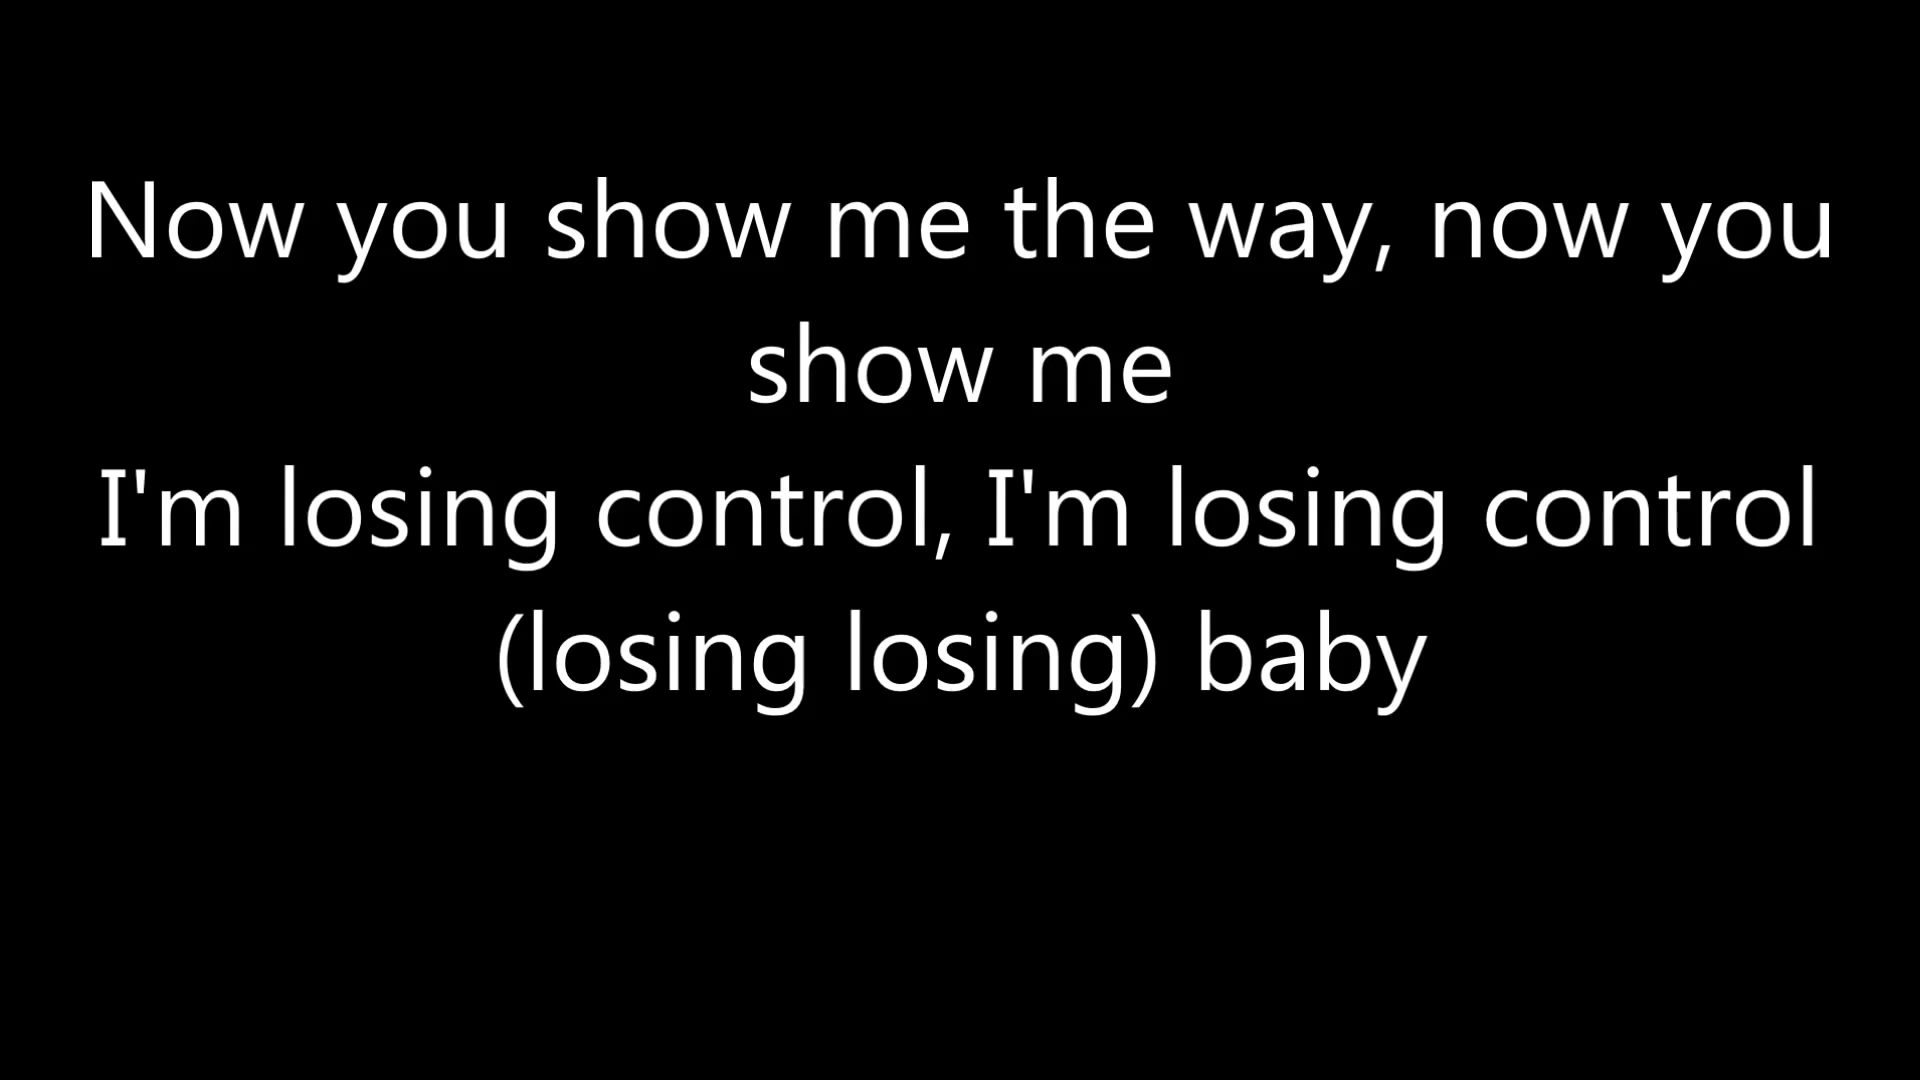 Now you show me the way, now you
show me
I'm losing control, I'm losing control
(losing losing) baby